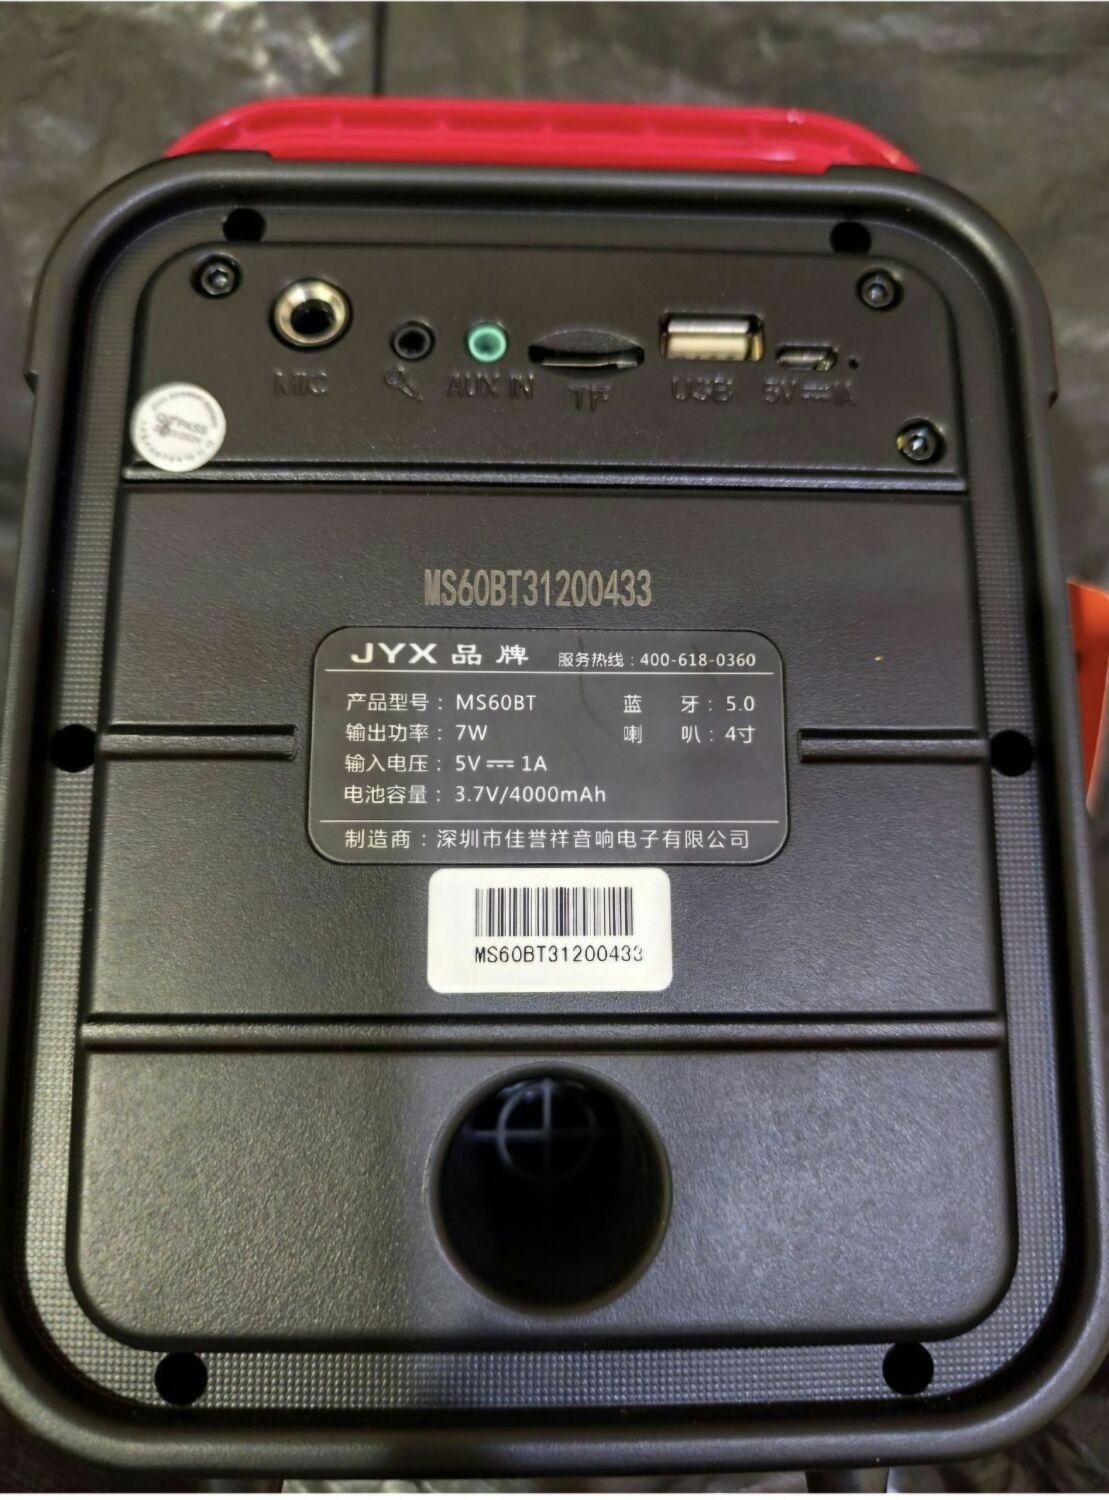 MIC
AUX IN
TF
USB
5V⎓1A
PASS
MS60BT31200433
JYX 品牌 服务热线：400-618-0360
产品型号：MS60BT 蓝 牙：5.0
输出功率：7W 喇 叭：4寸
输入电压：5V⎓1A
电池容量：3.7V/4000mAh
制造商：深圳市佳誉祥音响电子有限公司
MS60BT31200433